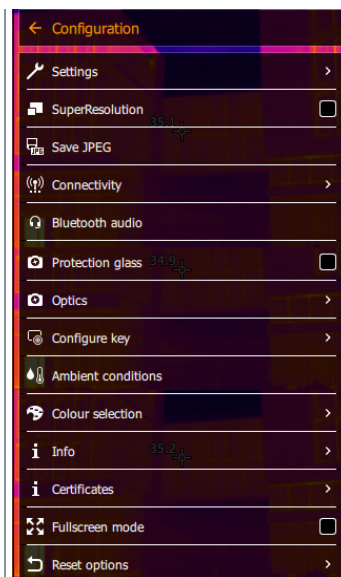 Configuration
Settings
SuperResolution
35.1
JPEG
Save JPEG
Connectivity
Bluetooth audio
Protection glass 34.9
Optics
Configure key
Ambient conditions
Colour selection
i Info 35.2
i Certificates
Fullscreen mode
Reset options